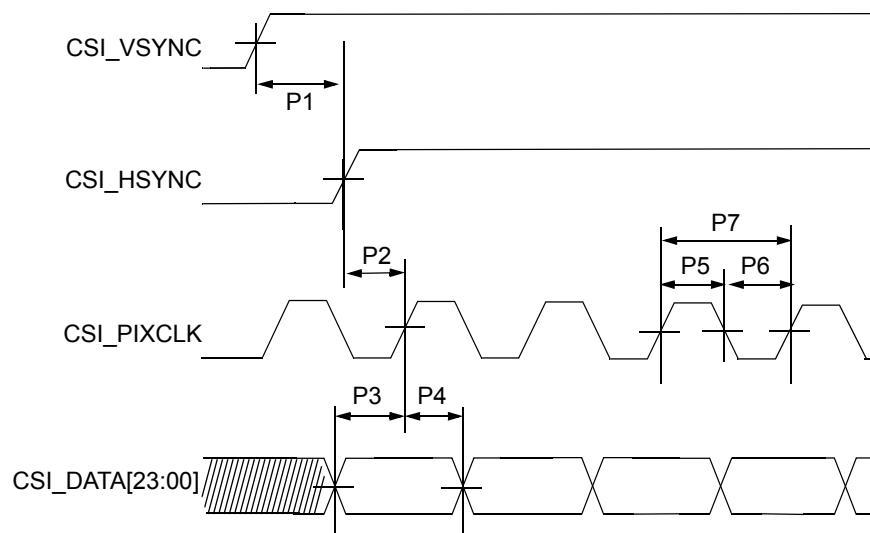 CSI_VSYNC
P1
CSI_HSYNC
P7
P2
P5
P6
CSI_PIXCLK
P3
P4
CSI_DATA[23:00]